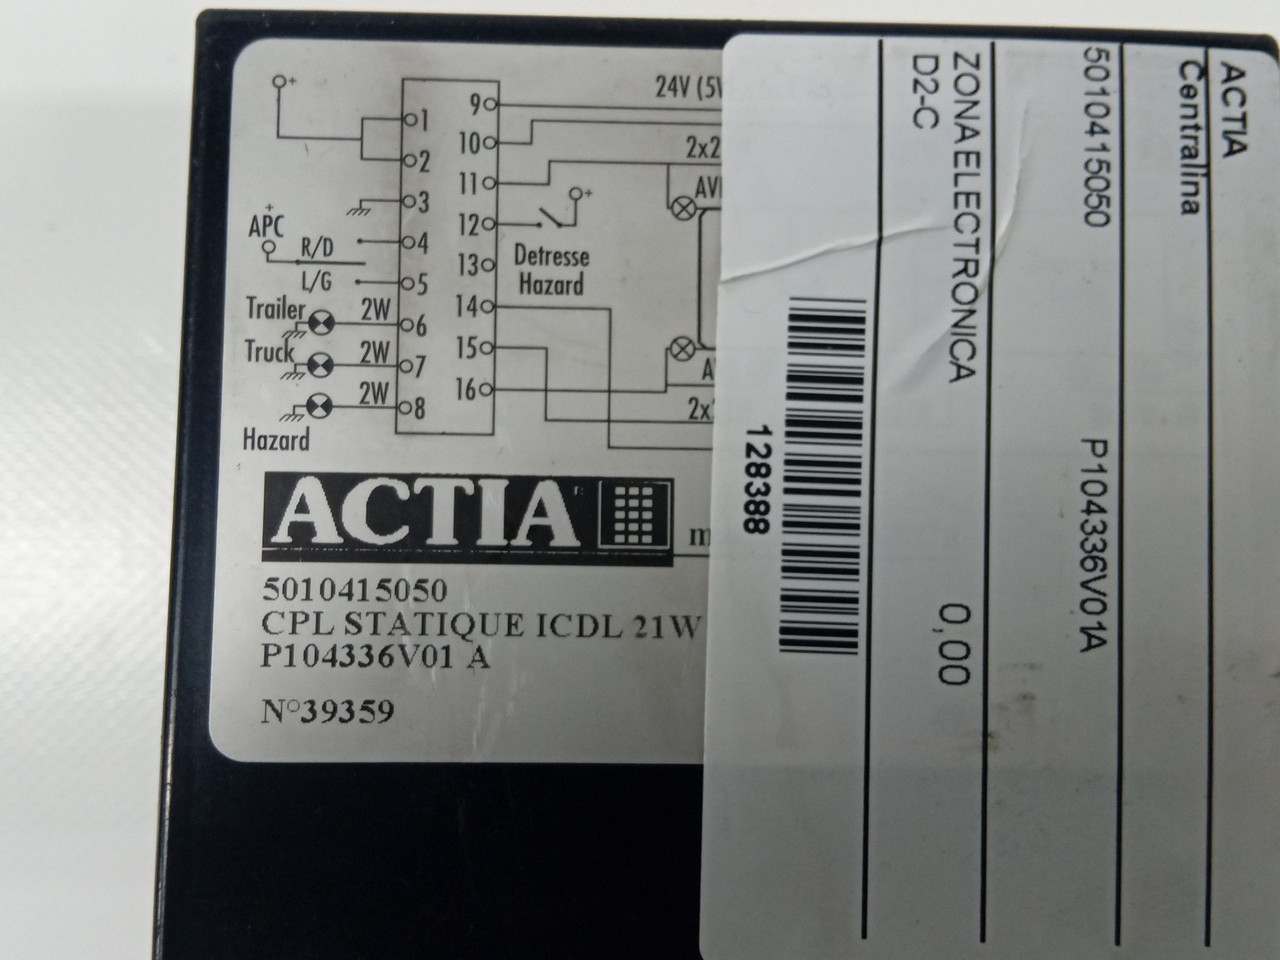 24V (5V
1
2
3
4
5
6
7
8
9
10
11
12
13
14
15
16
+
+
APC
R/D
L/G
Trailer
2W
Truck
2W
2W
Hazard
+
Detresse
Hazard
2x2
2x
ACTIA
5010415050
CPL STATIQUE ICDL 21W
P104336V01 A
N°39359
ACTIA
Centralina
5010415050 P104336V01A
ZONA ELECTRONICA 0,00
D2-C
128388